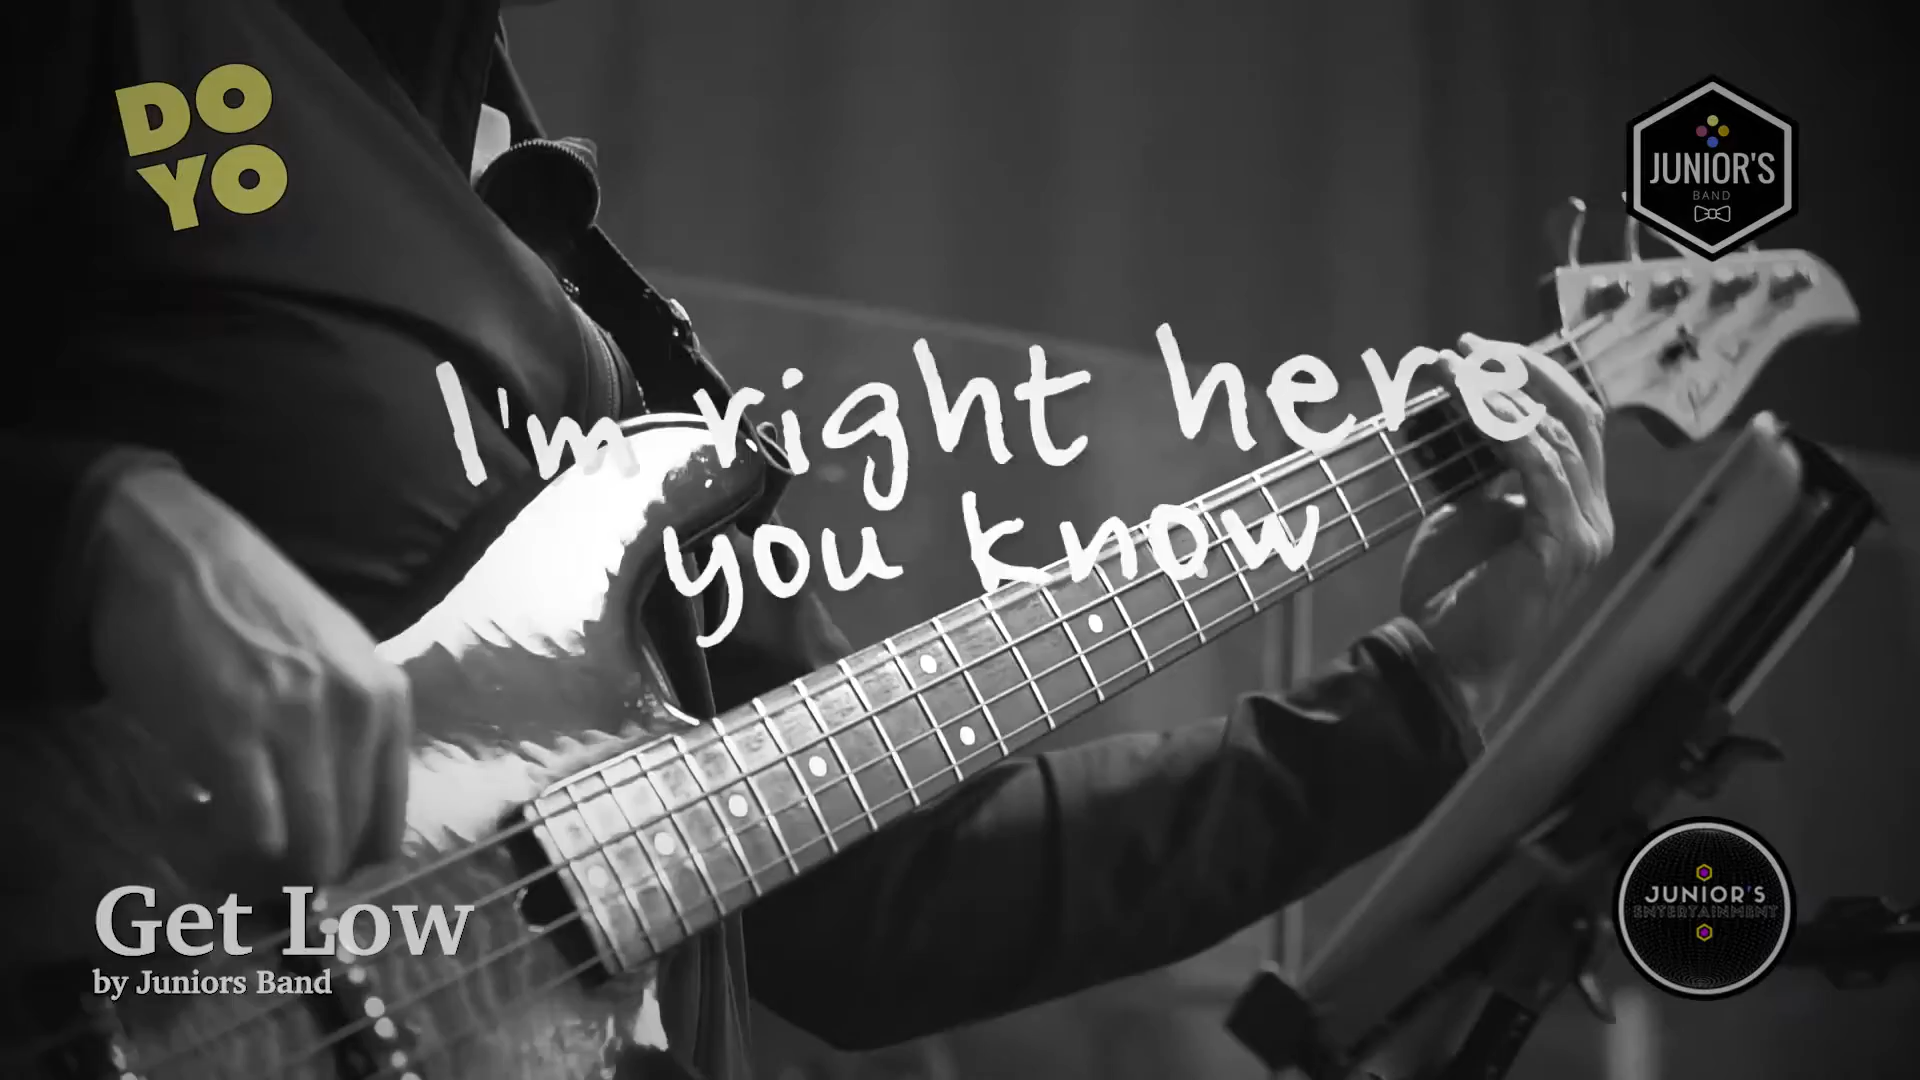 DO
YO
JUNIOR'S
BAND
I'm right here
you know
Get Low
by Juniors Band
JUNIOR'S
ENTERTAINMENT